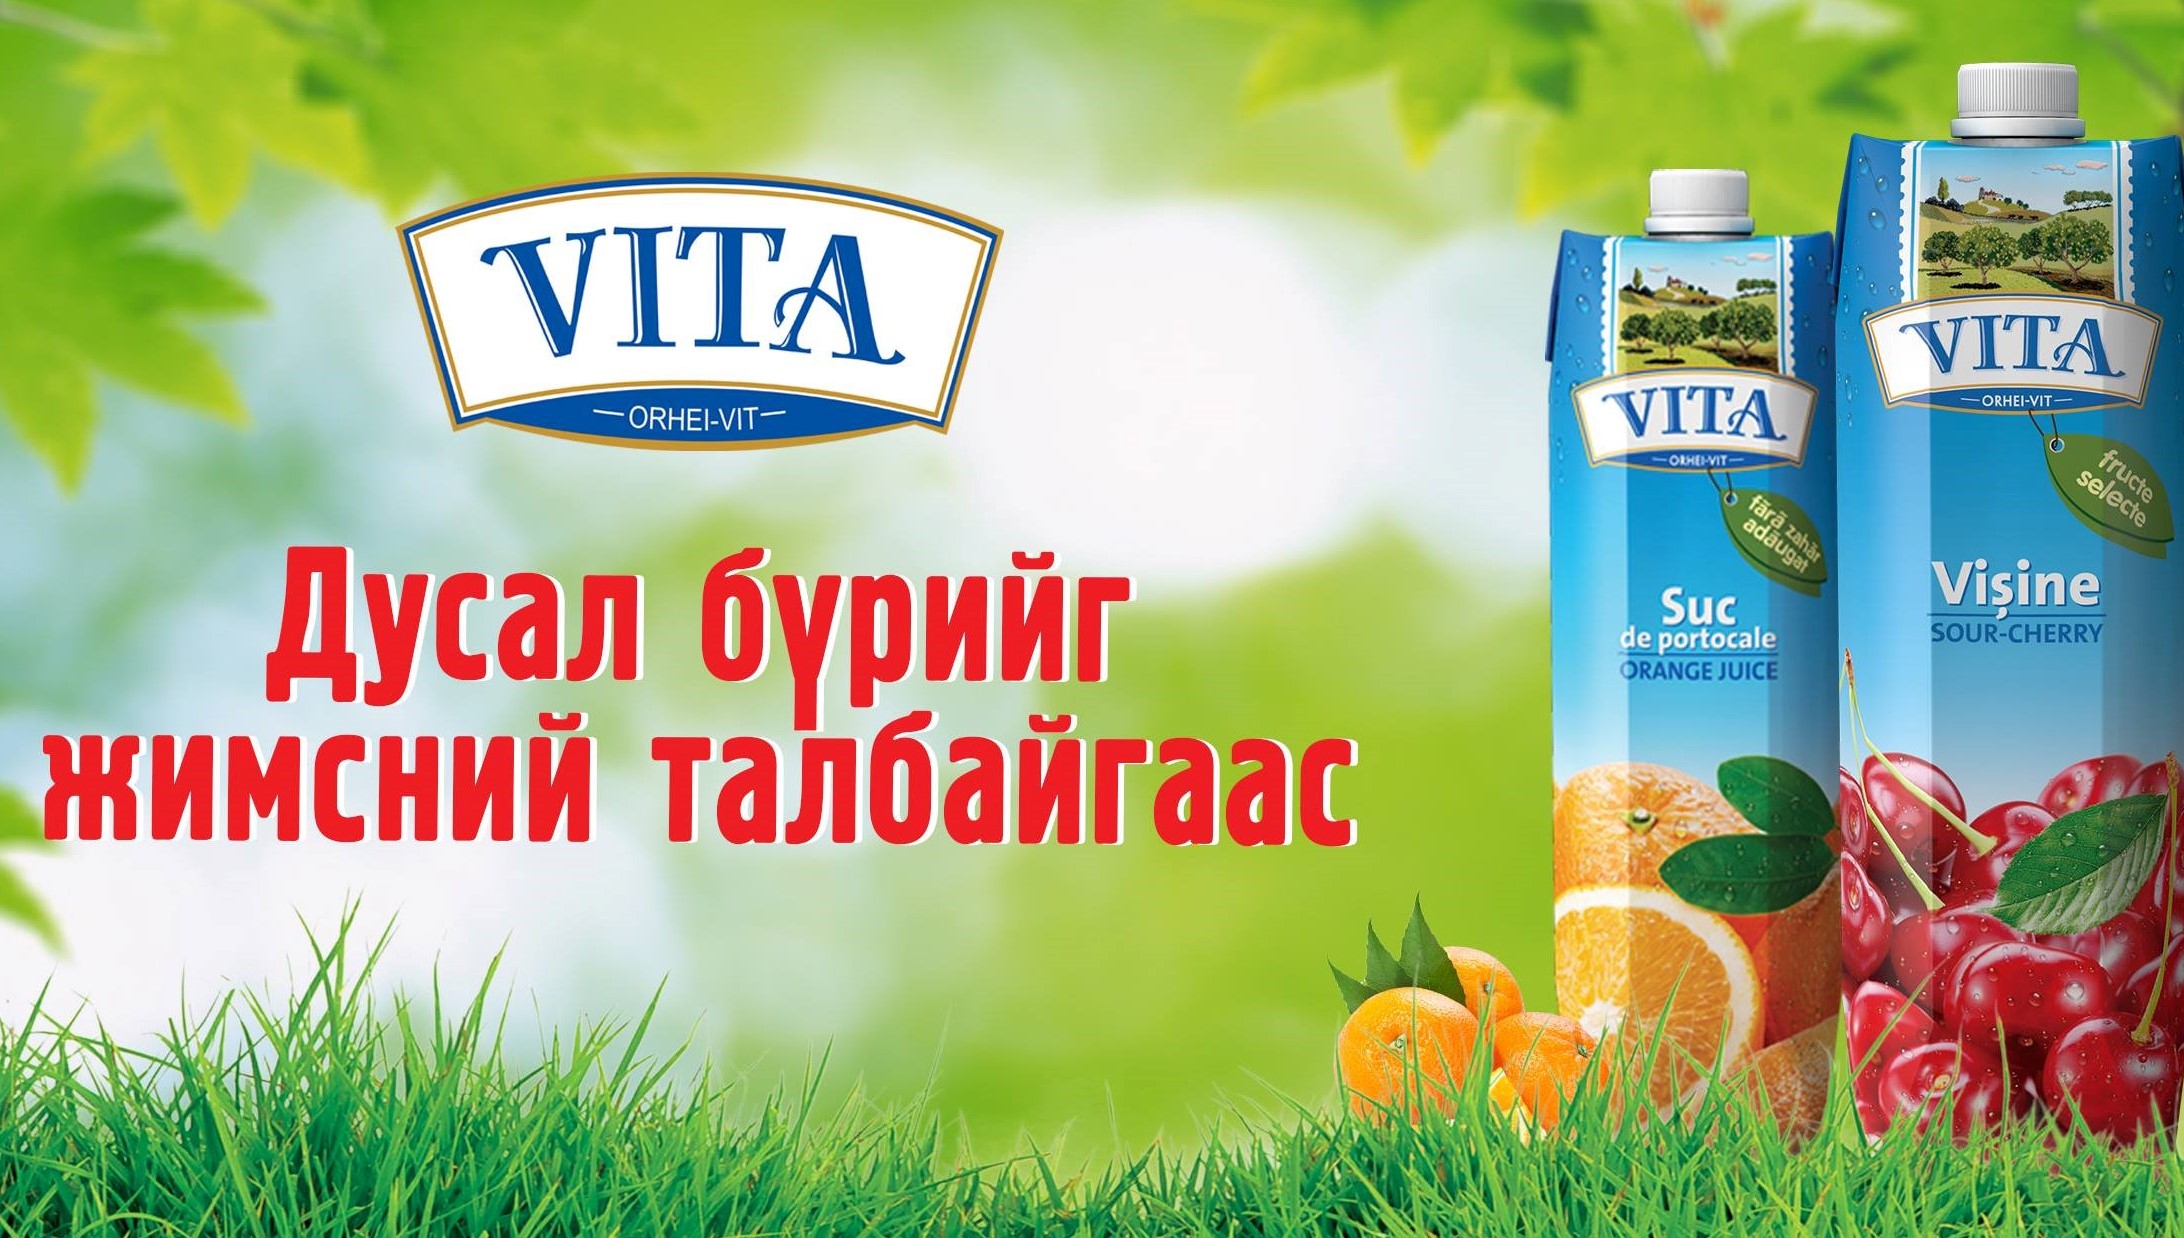 VITA
ORHEI-VIT
Дусал бүрийг
жимсний талбайгаас
VITA
ORHEI-VIT
fără zahăr
adăugat
Suc
de portocale
ORANGE JUICE
VITA
ORHEI-VIT
fructe
selecte
Vișine
SOUR-CHERRY